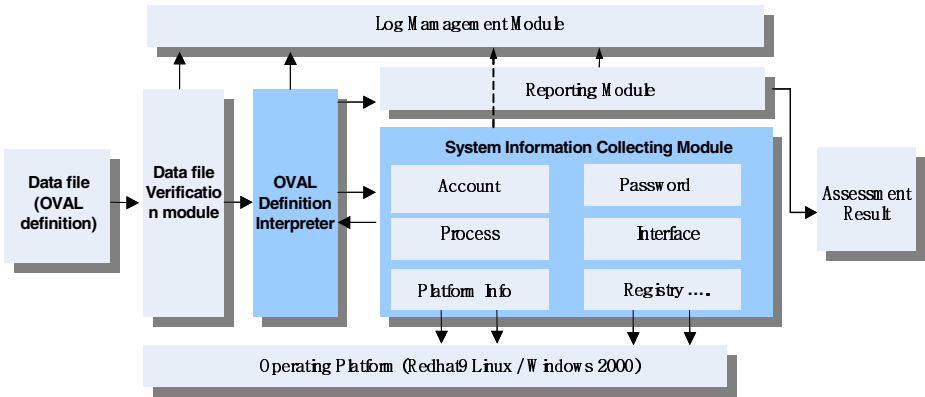 Log Mamagement Module
Reporting Module
System Information Collecting Module
Data file
(OVAL
definition)
Data file
Verificatio
n module
OVAL
Definition
Interpreter
Account
Password
Process
Interface
Platform Info
Registry ….
Assessment
Result
Operating Platform (Redhat9 Linux / Windows 2000)